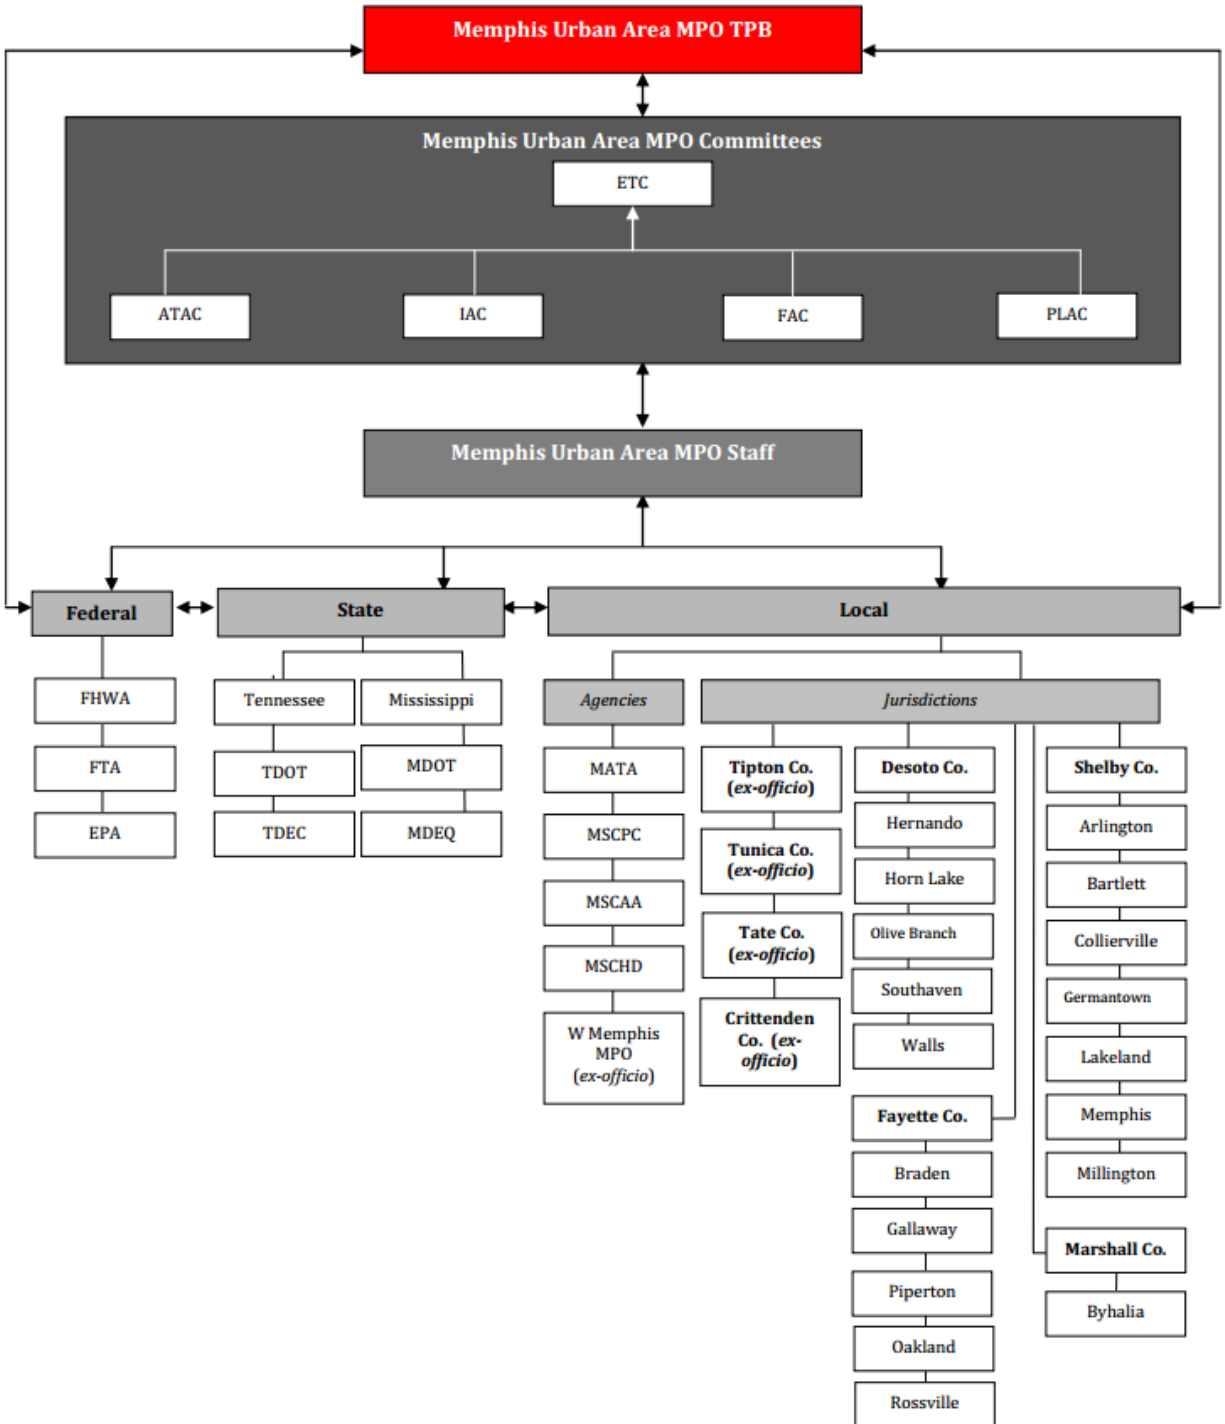 Memphis Urban Area MPO TPB
Memphis Urban Area MPO Committees
ETC
ATAC
IAC
FAC
PLAC
Memphis Urban Area MPO Staff
Federal
State
Local
FHWA
FTA
EPA
Tennessee
TDOT
TDEC
Mississippi
MDOT
MDEQ
Agencies
MATA
MSCPC
MSCAA
MSCHD
W Memphis
MPO
(ex-officio)
Jurisdictions
Tipton Co.
(ex-officio)
Tunica Co.
(ex-officio)
Tate Co.
(ex-officio)
Crittenden
Co. (ex-
officio)
Desoto Co.
Hernando
Horn Lake
Olive Branch
Southaven
Walls
Fayette Co.
Braden
Gallaway
Piperton
Oakland
Rossville
Shelby Co.
Arlington
Bartlett
Collierville
Germantown
Lakeland
Memphis
Millington
Marshall Co.
Byhalia